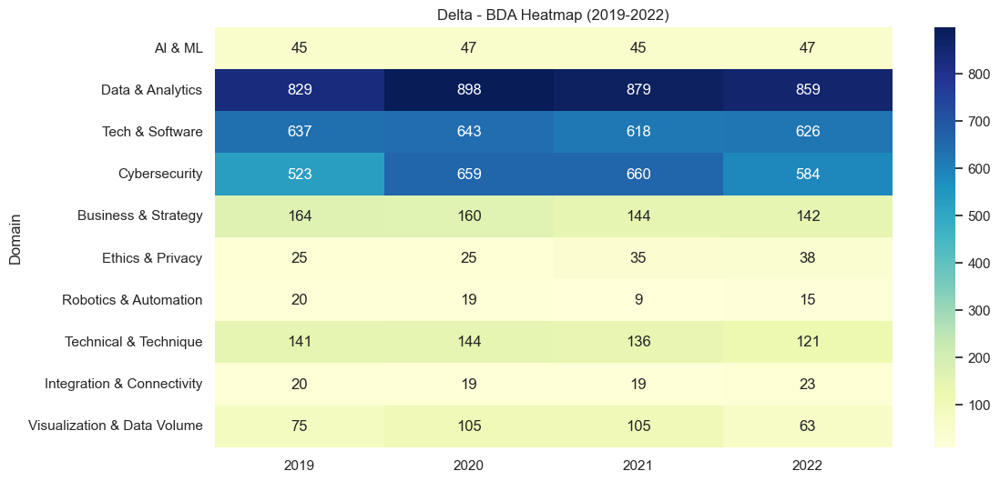 Delta - BDA Heatmap (2019-2022)
AI & ML 45 47 45 47
Data & Analytics 829 898 879 859
Tech & Software 637 643 618 626
Cybersecurity 523 659 660 584
Business & Strategy 164 160 144 142
Ethics & Privacy 25 25 35 38
Robotics & Automation 20 19 9 15
Technical & Technique 141 144 136 121
Integration & Connectivity 20 19 19 23
Visualization & Data Volume 75 105 105 63
Domain
2019 2020 2021 2022
800
700
600
500
400
300
200
100